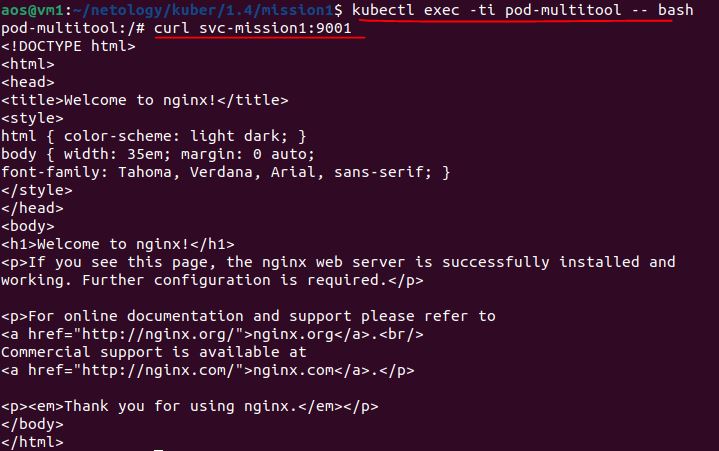 aos@vm1:~/netology/kuber/1.4/mission1$ kubectl exec -ti pod-multitool -- bash
pod-multitool:/# curl svc-mission1:9001
<!DOCTYPE html>
<html>
<head>
<title>Welcome to nginx!</title>
<style>
html { color-scheme: light dark; }
body { width: 35em; margin: 0 auto;
font-family: Tahoma, Verdana, Arial, sans-serif; }
</style>
</head>
<body>
<h1>Welcome to nginx!</h1>
<p>If you see this page, the nginx web server is successfully installed and
working. Further configuration is required.</p>

<p>For online documentation and support please refer to
<a href="http://nginx.org/">nginx.org</a>.<br/>
Commercial support is available at
<a href="http://nginx.com/">nginx.com</a>.</p>

<p><em>Thank you for using nginx.</em></p>
</body>
</html>